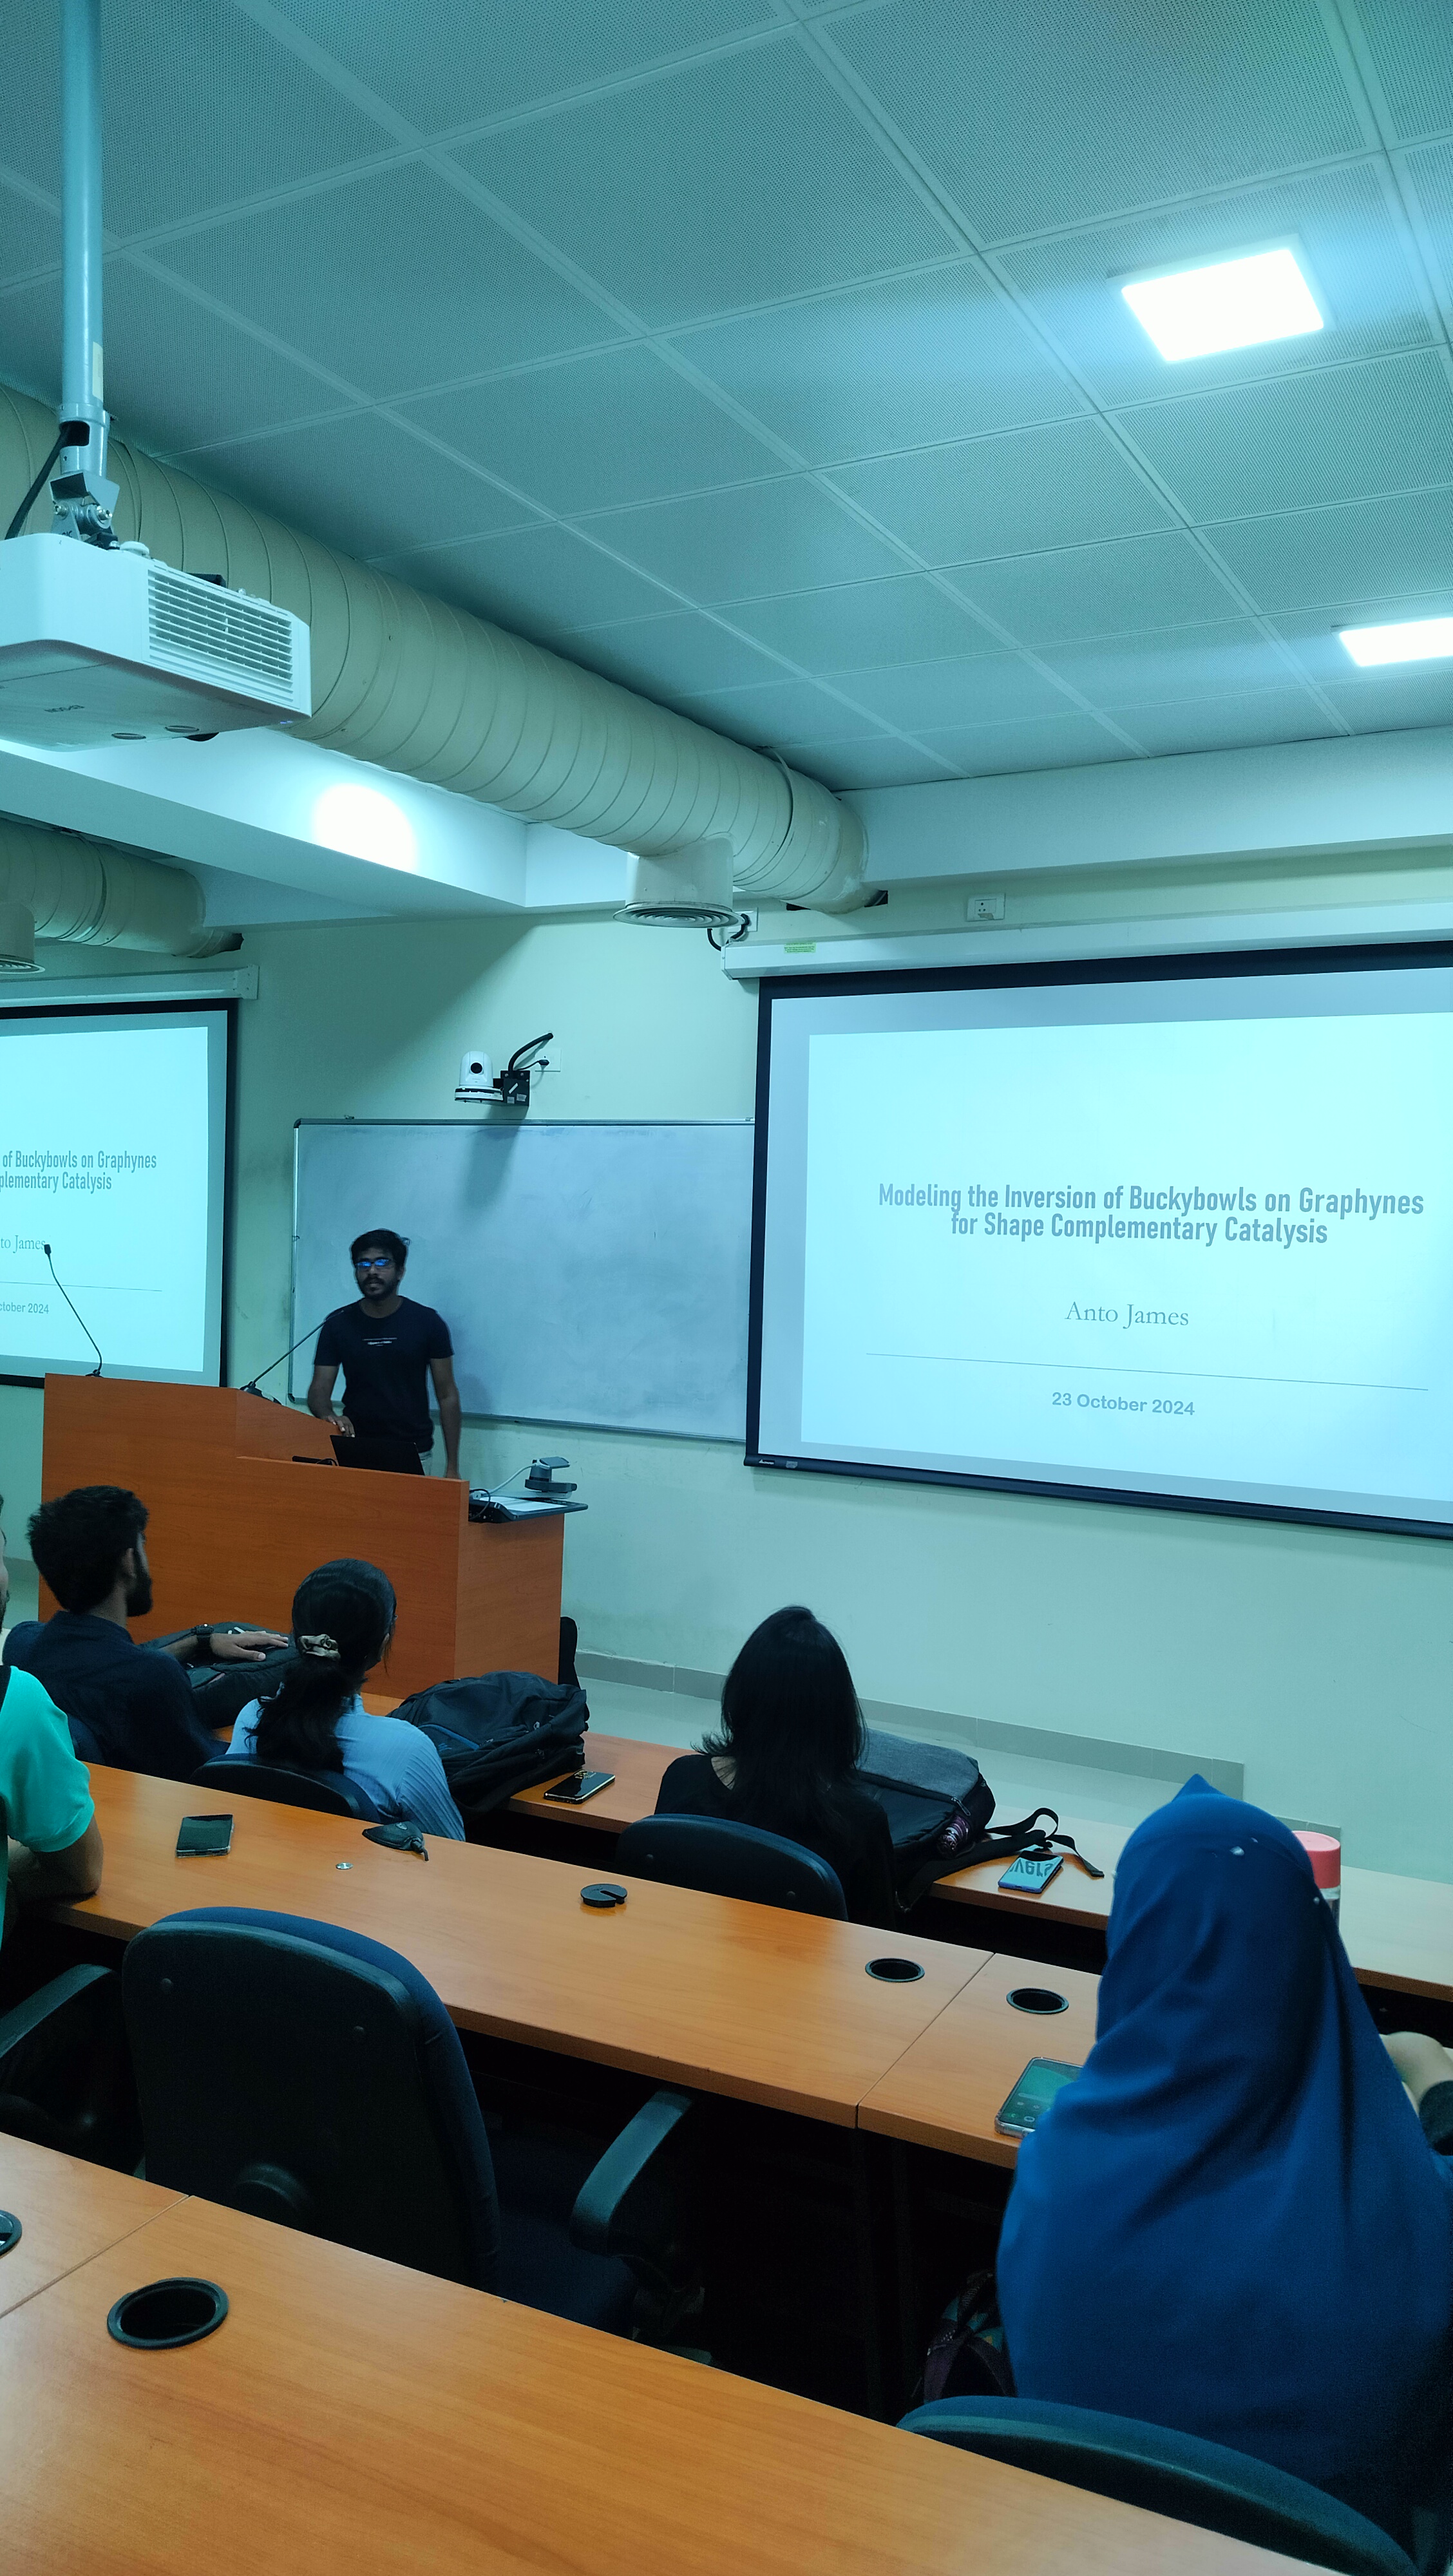 of Buckybowls on Graphynes
plementary Catalysis
to James
ctober 2024
Modeling the Inversion of Buckybowls on Graphynes
for Shape Complementary Catalysis
Anto James
23 October 2024
EPSON